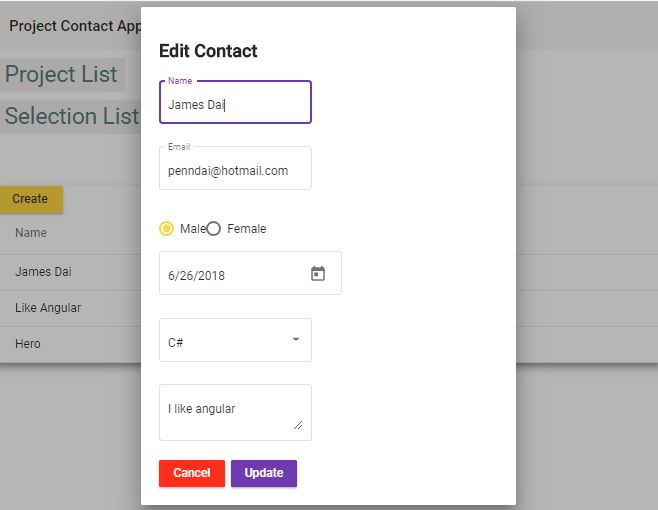 Project Contact App
Project List
Selection List
Create
Name
James Dai
Like Angular
Hero
Edit Contact
Name
James Dai
Email
penndai@hotmail.com
Male Female
6/26/2018
C#
I like angular
Cancel Update